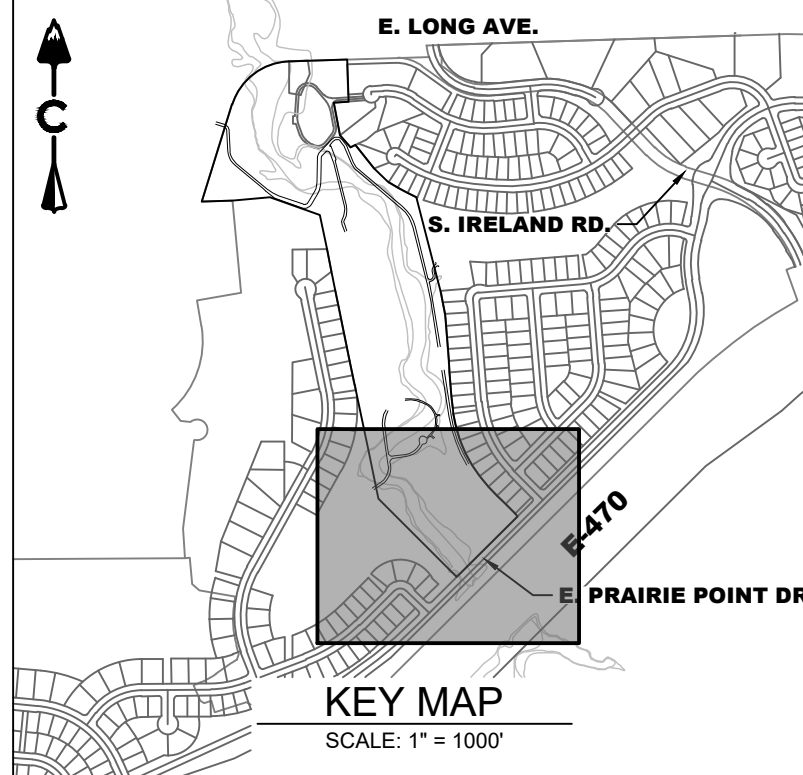 E. LONG AVE.
C
S. IRELAND RD.
E-470
E. PRAIRIE POINT DR
KEY MAP
SCALE: 1" = 1000'